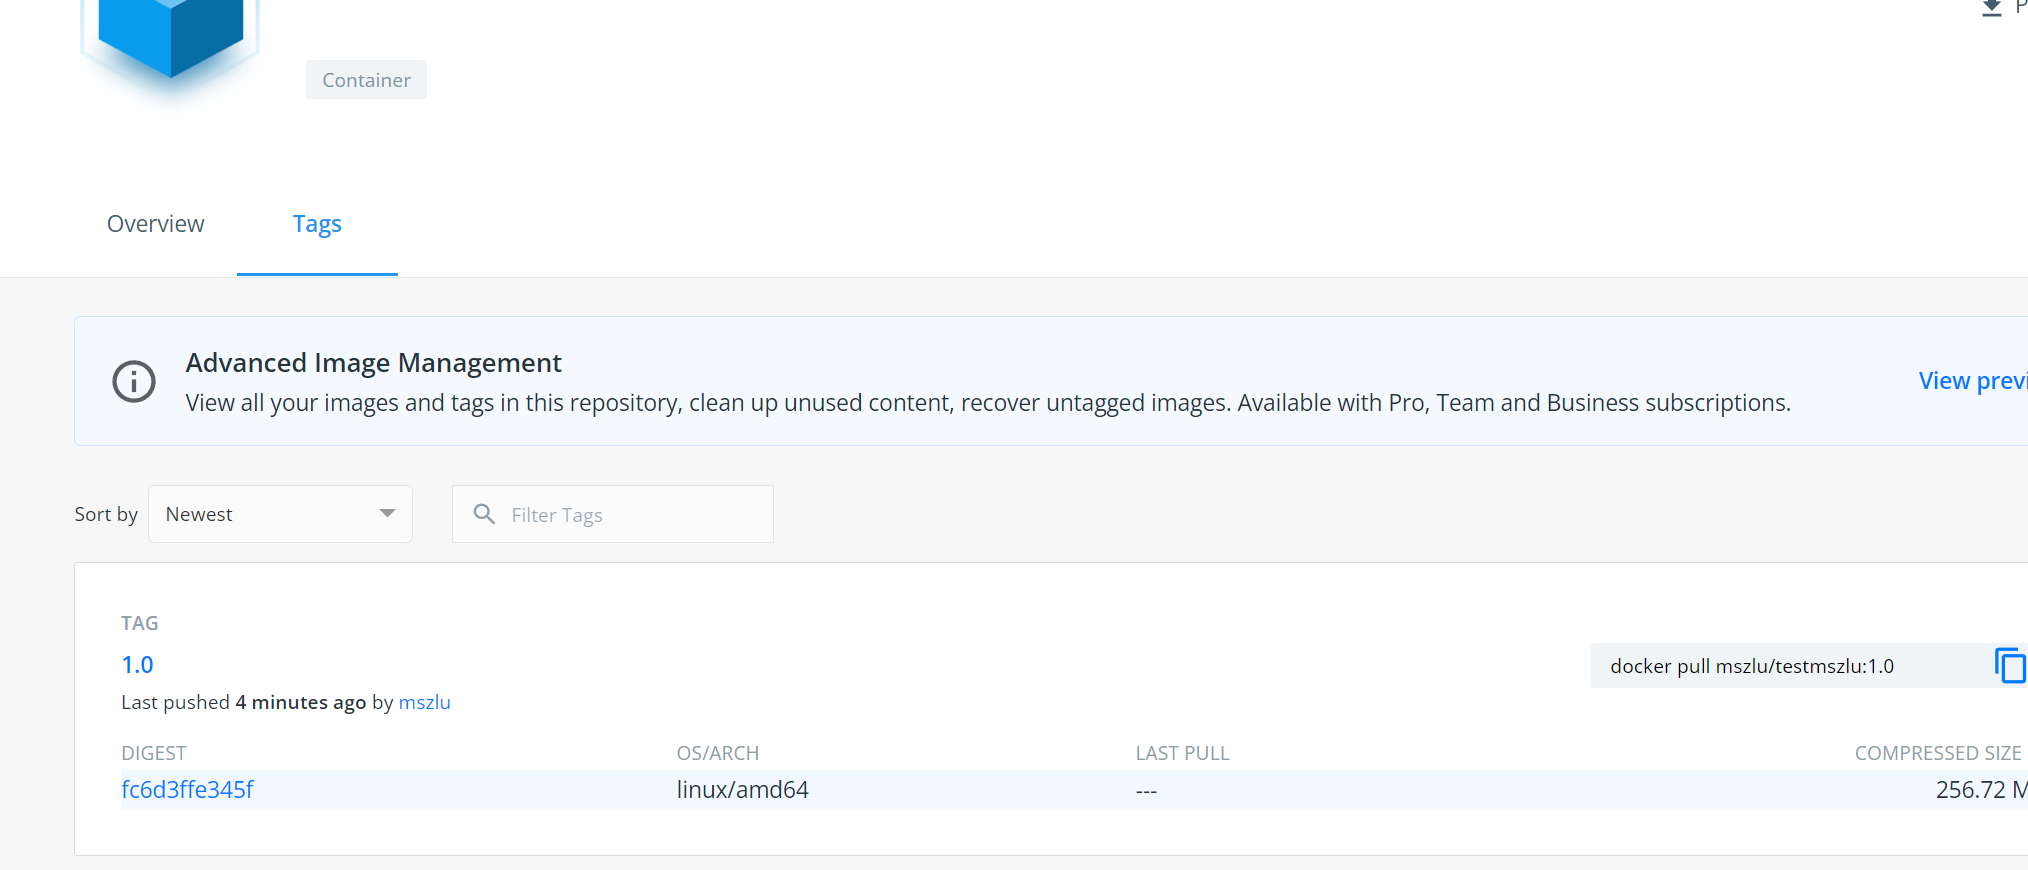 Container
Overview
Tags
Advanced Image Management
View all your images and tags in this repository, clean up unused content, recover untagged images. Available with Pro, Team and Business subscriptions.
View previ
Sort by
Newest
Filter Tags
TAG
1.0
docker pull mszlu/testmszlu:1.0
Last pushed 4 minutes ago by mszlu
DIGEST
OS/ARCH
LAST PULL
COMPRESSED SIZE
fc6d3ffe345f
linux/amd64
---
256.72 M